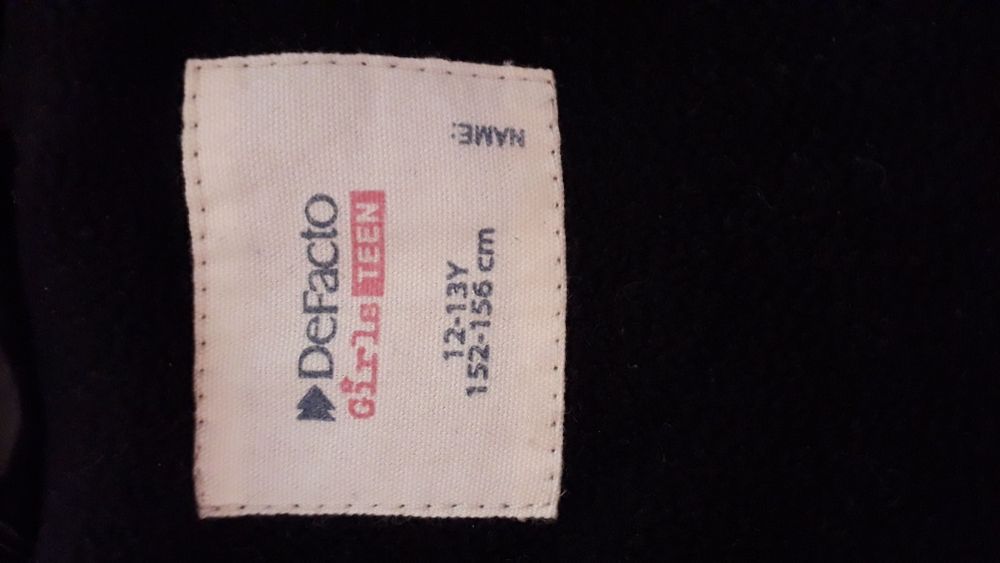 DeFacto
Girls TEEN
12-13Y
152-156 cm
NAME: